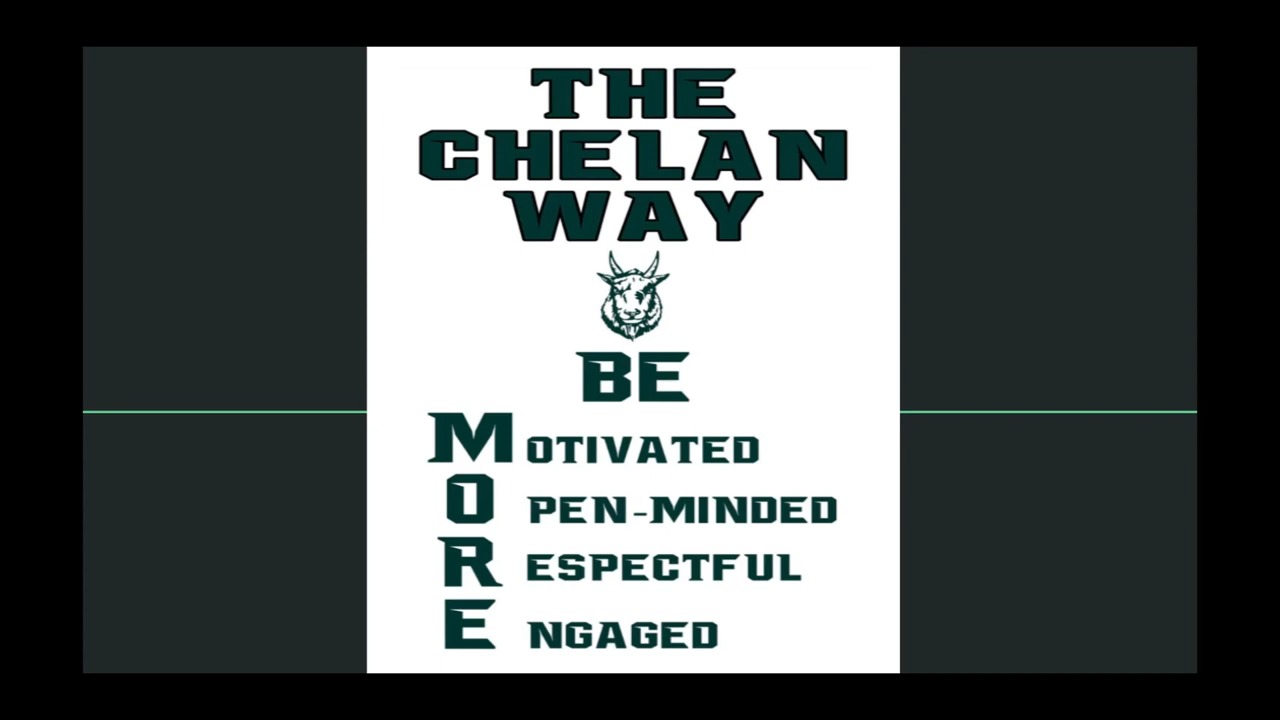 THE
CHELAN
WAY
BE
MOTIVATED
OPEN-MINDED
RESPECTFUL
ENGAGED